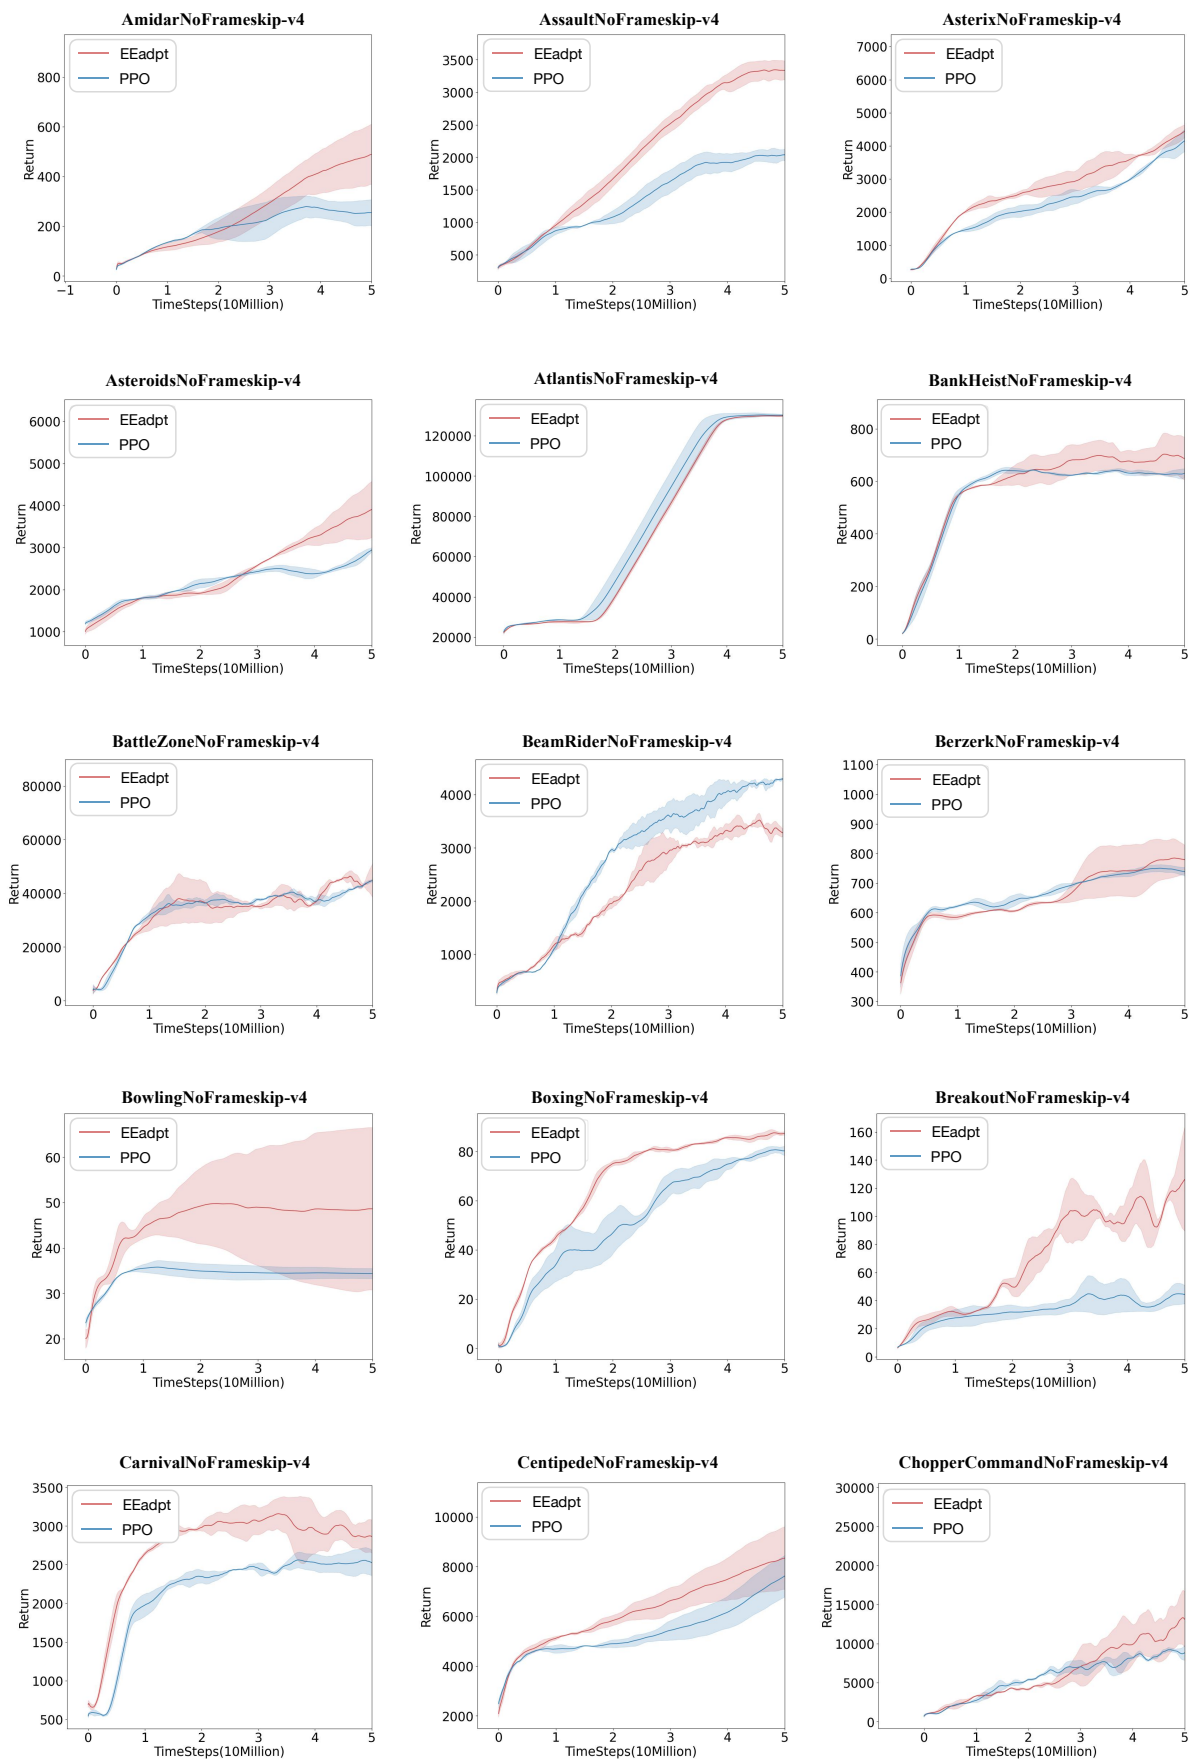 AmidarNoFrameskip-v4
EEadpt
PPO
Return
800
600
400
200
0
−1 0 1 2 3 4 5
TimeSteps(10Million)
AssaultNoFrameskip-v4
EEadpt
PPO
Return
3500
3000
2500
2000
1500
1000
500
0 1 2 3 4 5
TimeSteps(10Million)
AsterixNoFrameskip-v4
EEadpt
PPO
Return
7000
6000
5000
4000
3000
2000
1000
0
0 1 2 3 4 5
TimeSteps(10Million)
AsteroidsNoFrameskip-v4
EEadpt
PPO
Return
6000
5000
4000
3000
2000
1000
0 1 2 3 4 5
TimeSteps(10Million)
AtlantisNoFrameskip-v4
EEadpt
PPO
Return
120000
100000
80000
60000
40000
20000
0 1 2 3 4 5
TimeSteps(10Million)
BankHeistNoFrameskip-v4
EEadpt
PPO
Return
800
600
400
200
0
0 1 2 3 4 5
TimeSteps(10Million)
BattleZoneNoFrameskip-v4
EEadpt
PPO
Return
80000
60000
40000
20000
0
0 1 2 3 4 5
TimeSteps(10Million)
BeamRiderNoFrameskip-v4
EEadpt
PPO
Return
4000
3000
2000
1000
0 1 2 3 4 5
TimeSteps(10Million)
BerzerkNoFrameskip-v4
EEadpt
PPO
Return
1100
1000
900
800
700
600
500
400
300
0 1 2 3 4 5
TimeSteps(10Million)
BowlingNoFrameskip-v4
EEadpt
PPO
Return
60
50
40
30
20
0 1 2 3 4 5
TimeSteps(10Million)
BoxingNoFrameskip-v4
EEadpt
PPO
Return
80
60
40
20
0
0 1 2 3 4 5
TimeSteps(10Million)
BreakoutNoFrameskip-v4
EEadpt
PPO
Return
160
140
120
100
80
60
40
20
0
0 1 2 3 4 5
TimeSteps(10Million)
CarnivalNoFrameskip-v4
EEadpt
PPO
Return
3500
3000
2500
2000
1500
1000
500
0 1 2 3 4 5
TimeSteps(10Million)
CentipedeNoFrameskip-v4
EEadpt
PPO
Return
10000
8000
6000
4000
2000
0 1 2 3 4 5
TimeSteps(10Million)
ChopperCommandNoFrameskip-v4
EEadpt
PPO
Return
30000
25000
20000
15000
10000
5000
0
0 1 2 3 4 5
TimeSteps(10Million)